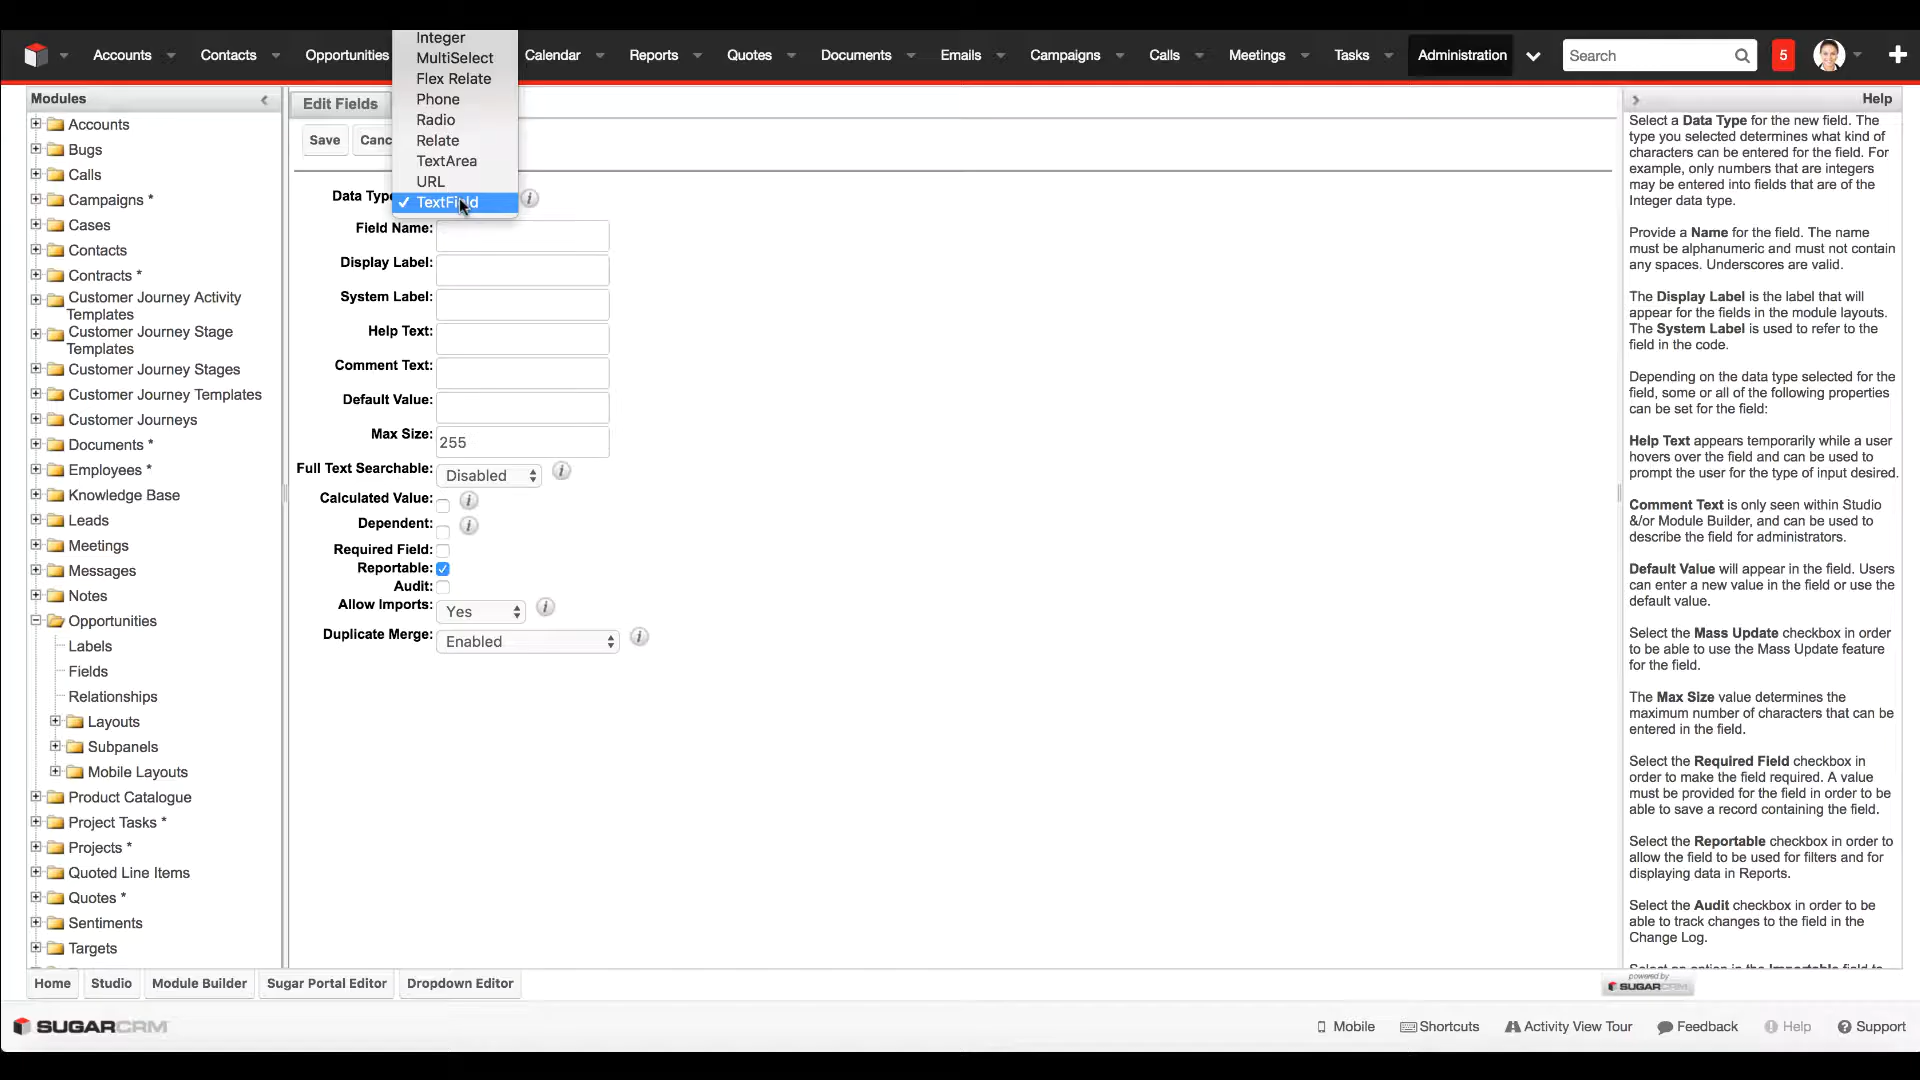 Accounts
Contacts
Opportunities
Calendar
Reports
Quotes
Documents
Emails
Campaigns
Calls
Meetings
Tasks
Administration
Search
5
Modules
Accounts
Bugs
Calls
Campaigns *
Cases
Contacts
Contracts *
Customer Journey Activity
Templates
Customer Journey Stage
Templates
Customer Journey Stages
Customer Journey Templates
Customer Journeys
Documents *
Employees *
Knowledge Base
Leads
Meetings
Messages
Notes
Opportunities
Labels
Fields
Relationships
Layouts
Subpanels
Mobile Layouts
Product Catalogue
Project Tasks *
Projects *
Quoted Line Items
Quotes *
Sentiments
Targets
Edit Fields
Save
Canc
Integer
MultiSelect
Flex Relate
Phone
Radio
Relate
TextArea
URL
TextField
Data Type
Field Name:
Display Label:
System Label:
Help Text:
Comment Text:
Default Value:
Max Size:
255
Full Text Searchable:
Disabled
Calculated Value:
Dependent:
Required Field:
Reportable:
Audit:
Allow Imports:
Yes
Duplicate Merge:
Enabled
Help
Select a Data Type for the new field. The
type you selected determines what kind of
characters can be entered for the field. For
example, only numbers that are integers
may be entered into fields that are of the
Integer data type.
Provide a Name for the field. The name
must be alphanumeric and must not contain
any spaces. Underscores are valid.
The Display Label is the label that will
appear for the fields in the module layouts.
The System Label is used to refer to the
field in the code.
Depending on the data type selected for the
field, some or all of the following properties
can be set for the field:
Help Text appears temporarily while a user
hovers over the field and can be used to
prompt the user for the type of input desired.
Comment Text is only seen within Studio
&/or Module Builder, and can be used to
describe the field for administrators.
Default Value will appear in the field. Users
can enter a new value in the field or use the
default value.
Select the Mass Update checkbox in order
to be able to use the Mass Update feature
for the field.
The Max Size value determines the
maximum number of characters that can be
entered in the field.
Select the Required Field checkbox in
order to make the field required. A value
must be provided for the field in order to be
able to save a record containing the field.
Select the Reportable checkbox in order to
allow the field to be used for filters and for
displaying data in Reports.
Select the Audit checkbox in order to be
able to track changes to the field in the
Change Log.
Select an option in the Importable field to
Home
Studio
Module Builder
Sugar Portal Editor
Dropdown Editor
powered by
SUGARCRM
SUGARCRM
Mobile
Shortcuts
Activity View Tour
Feedback
Help
Support